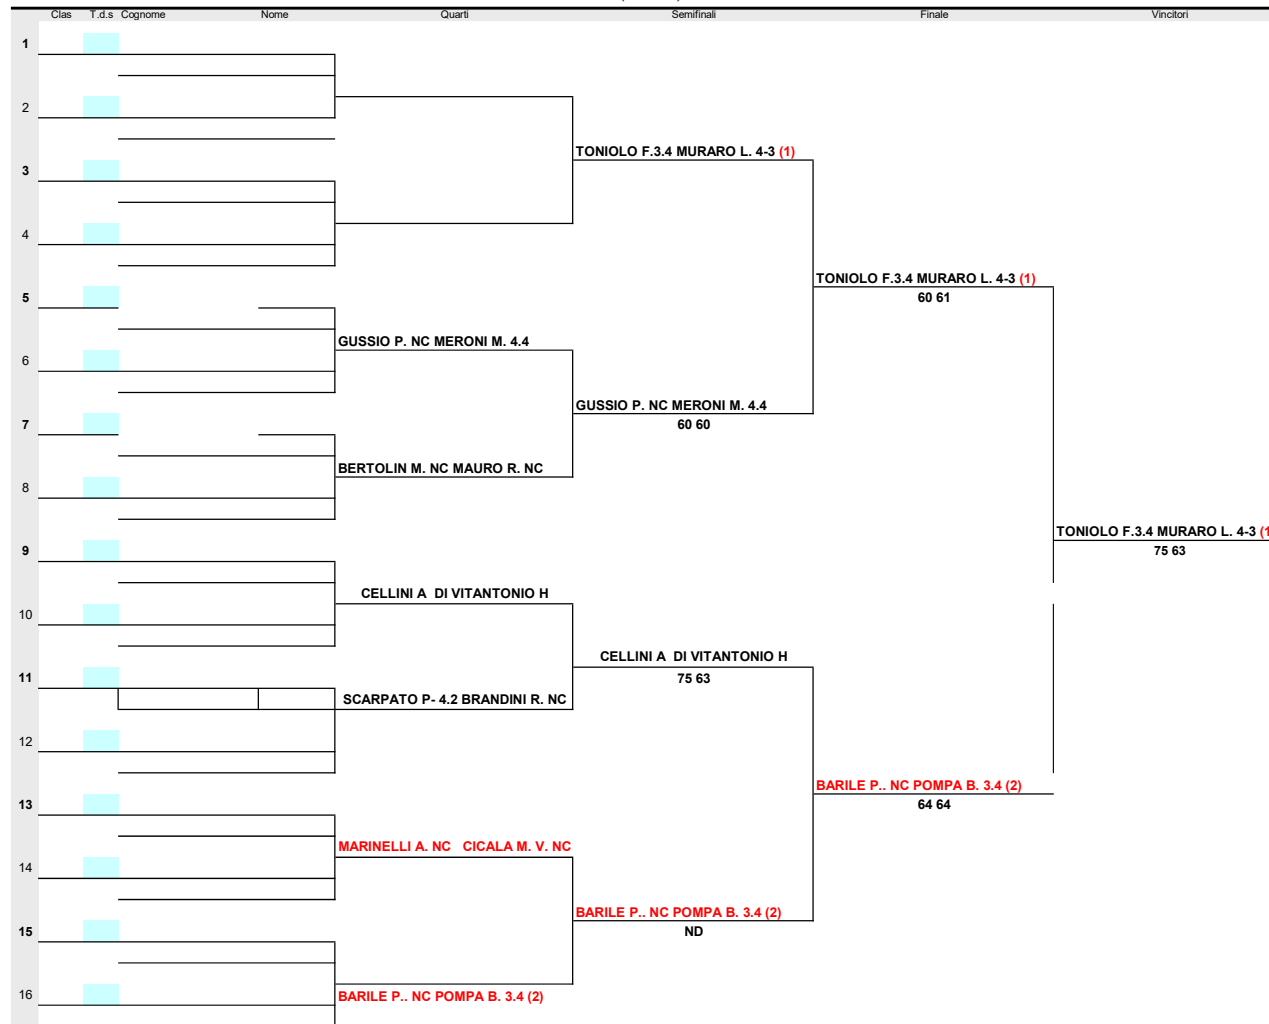 Clas T.d.s Cognome Nome Quarti Semifinali Finale Vincitori
1
2
TONIOLO F.3.4 MURARO L. 4-3 (1)
3
4
TONIOLO F.3.4 MURARO L. 4-3 (1)
5
60 61
GUSSIO P. NC MERONI M. 4.4
6
GUSSIO P. NC MERONI M. 4.4
7
60 60
BERTOLIN M. NC MAURO R. NC
8
TONIOLO F.3.4 MURARO L. 4-3 (1
9
75 63
CELLINI A DI VITANTONIO H
10
CELLINI A DI VITANTONIO H
11
75 63
SCARPATO P- 4.2 BRANDINI R. NC
12
BARILE P.. NC POMPA B. 3.4 (2)
13
64 64
MARINELLI A. NC CICALA M. V. NC
14
BARILE P.. NC POMPA B. 3.4 (2)
15
ND
16
BARILE P.. NC POMPA B. 3.4 (2)